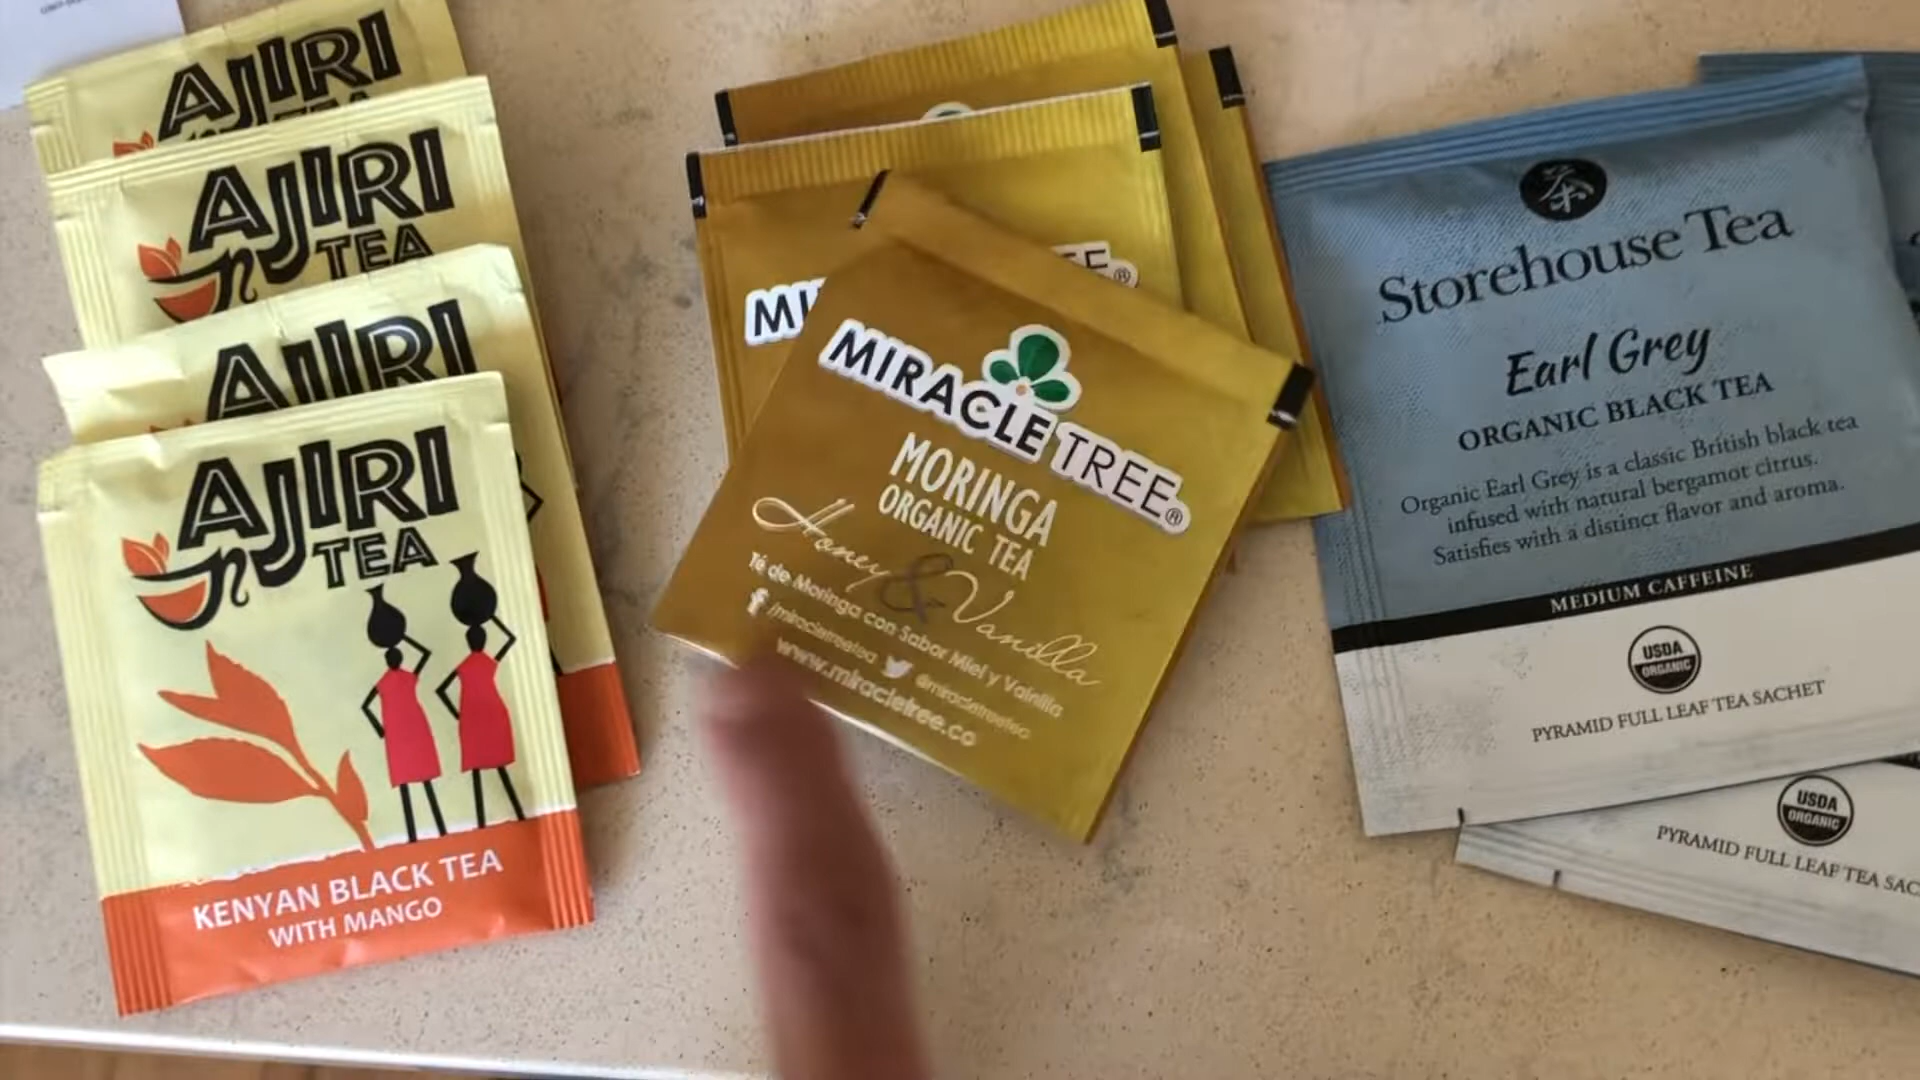 AJIRI
TEA
AJIRI
TEA
AJIRI
AJIRI
TEA
KENYAN BLACK TEA
WITH MANGO
MIRACLE TREE®
MORINGA
ORGANIC TEA
Honey & Vanilla
Té de Moringa con Sabor Miel y Vainilla
/miracletreetea @miracletreetea
www.miracletree.co
茶
Storehouse Tea
Earl Grey
ORGANIC BLACK TEA
Organic Earl Grey is a classic British black tea
infused with natural bergamot citrus.
Satisfies with a distinct flavor and aroma.
MEDIUM CAFFEINE
USDA
ORGANIC
PYRAMID FULL LEAF TEA SACHET
USDA
ORGANIC
PYRAMID FULL LEAF TEA